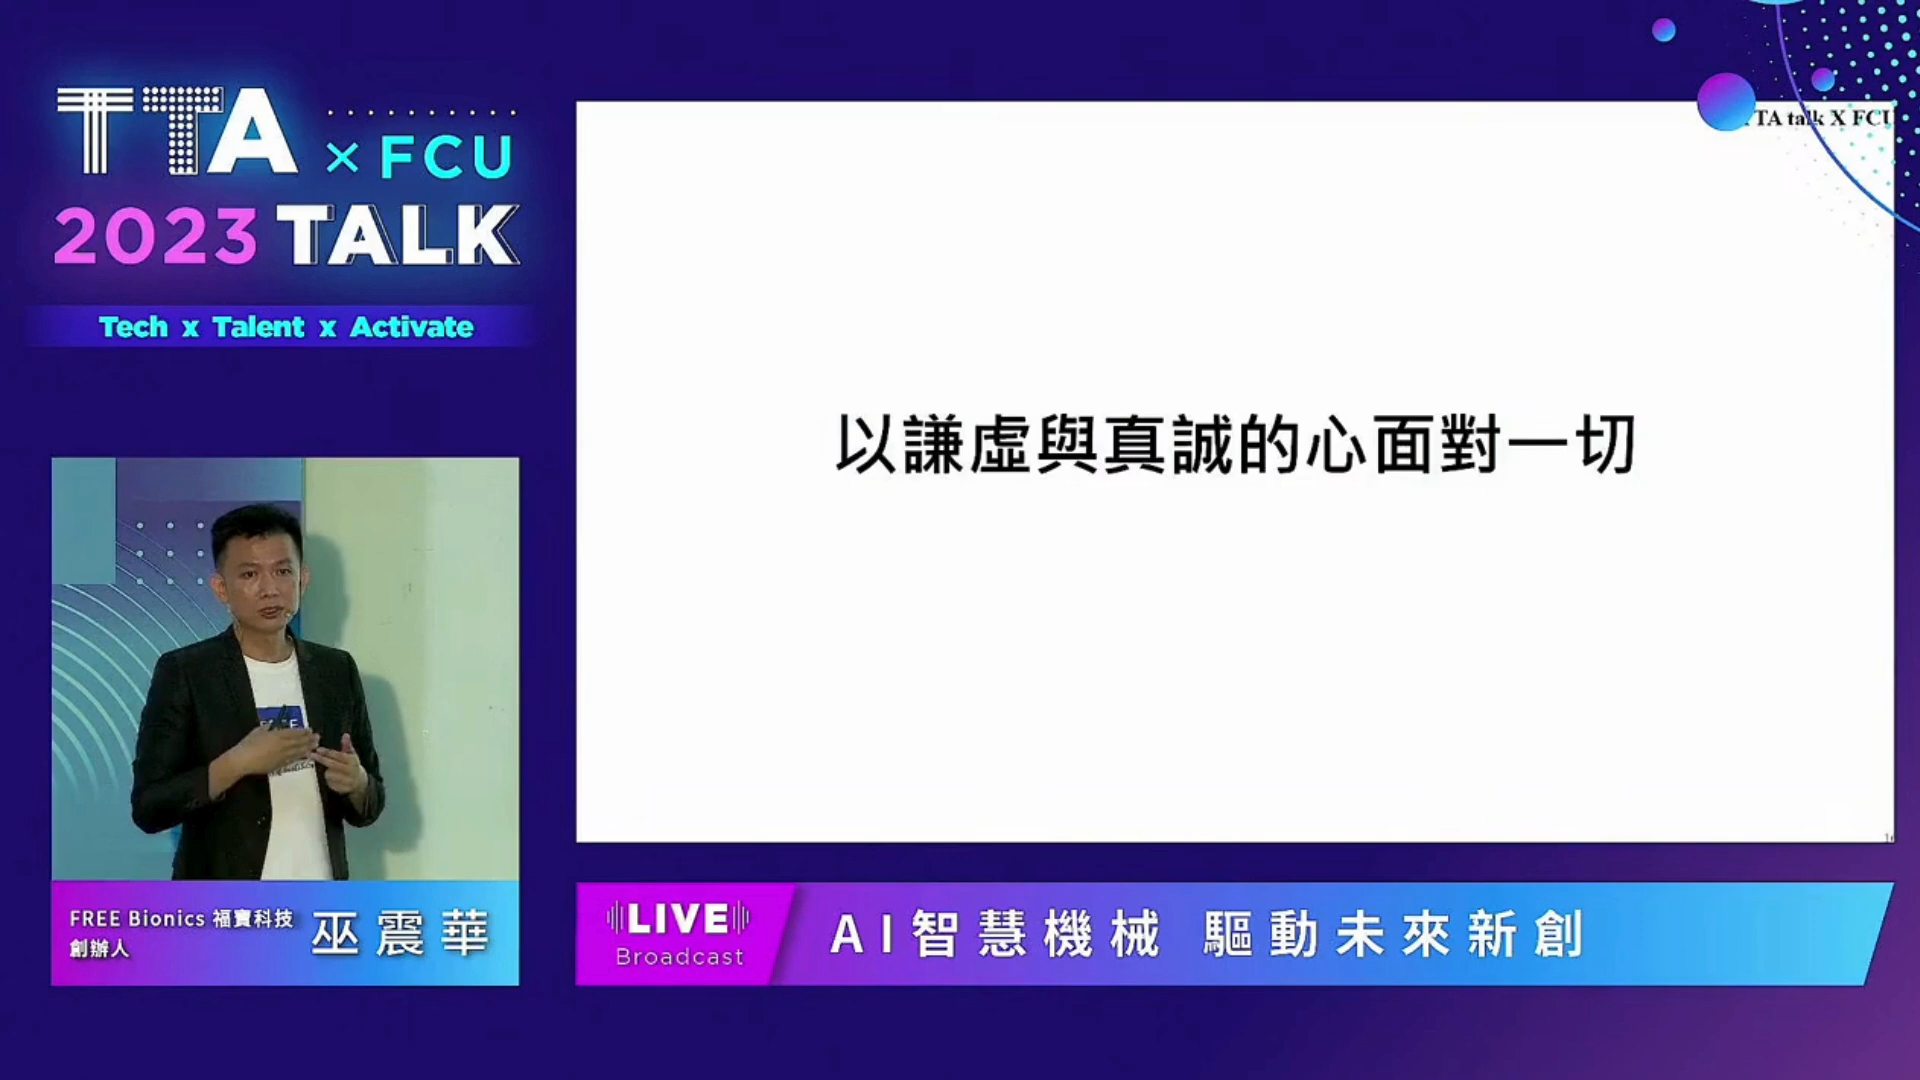 TTA × FCU
2023 TALK
Tech x Talent x Activate
TA talk X FCU
以謙虛與真誠的心面對一切
FREE Bionics 福寶科技
創辦人
巫震華
LIVE
Broadcast
AI智慧機械 驅動未來新創